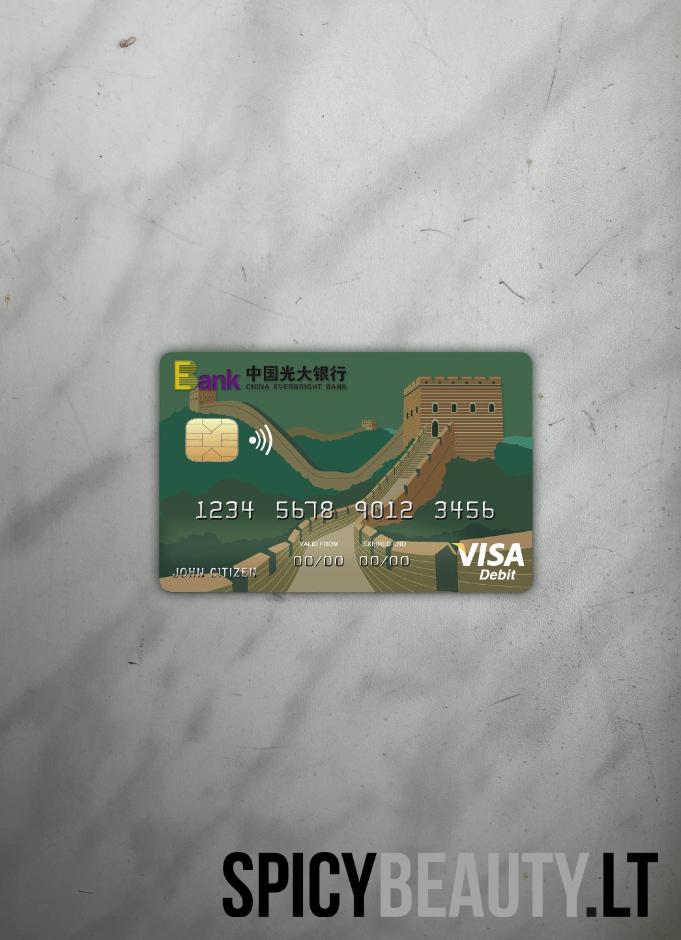 Bank 中国光大银行
CHINA EVERBRIGHT BANK
1234 5678 9012 3456
VALID FROM EXPIRED END
00/00 00/00
JOHN CITIZEN
VISA
Debit
SPICYBEAUTY.LT